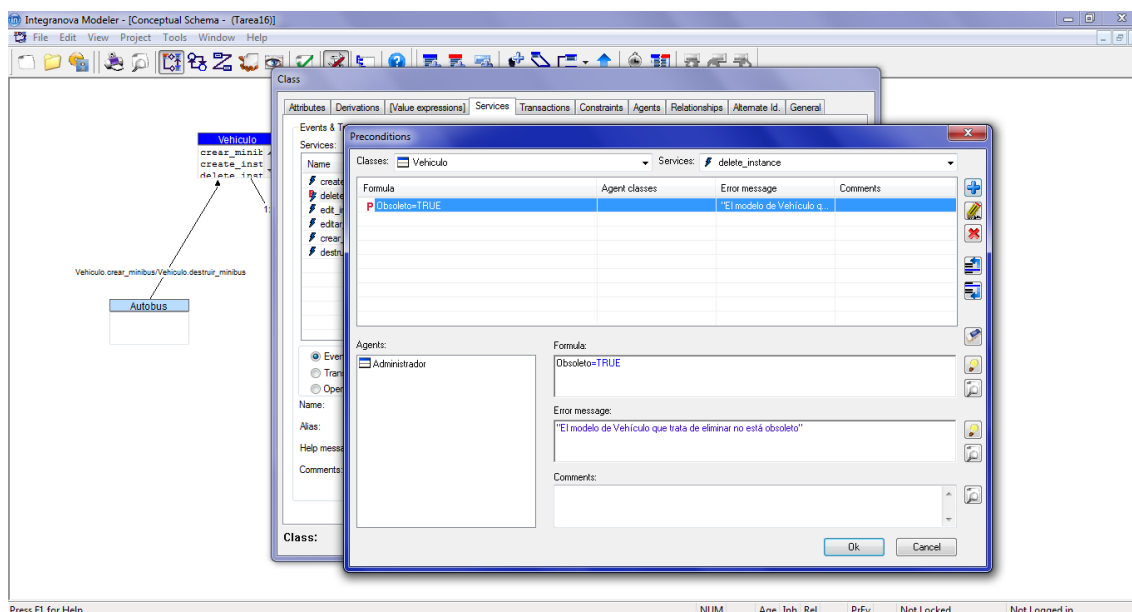 Integranova Modeler - [Conceptual Schema - (Tarea16)]
File Edit View Project Tools Window Help
Class
Attributes Derivations [Value expressions] Services Transactions Constraints Agents Relationships Alternate Id. General
Events & T
Services:
Name
create
delete
edit_i
editar
crear_
destru
Even
Tran
Oper
Name:
Alias:
Help messa
Comments:
Class:
Vehiculo
crear_minik
create_inst
delete_inst
1:
Vehiculo.crear_minibus/Vehiculo.destruir_minibus
Autobus
Preconditions
Classes: Vehiculo Services: delete_instance
Formula Agent classes Error message Comments
P Obsoleto=TRUE "El modelo de Vehículo q...
Agents:
Administrador
Formula:
Obsoleto=TRUE
Error message:
"El modelo de Vehículo que trata de eliminar no está obsoleto"
Comments:
Ok Cancel
Press F1 for Help NUM Age Inh Rel PrEv Not Locked Not Logged in